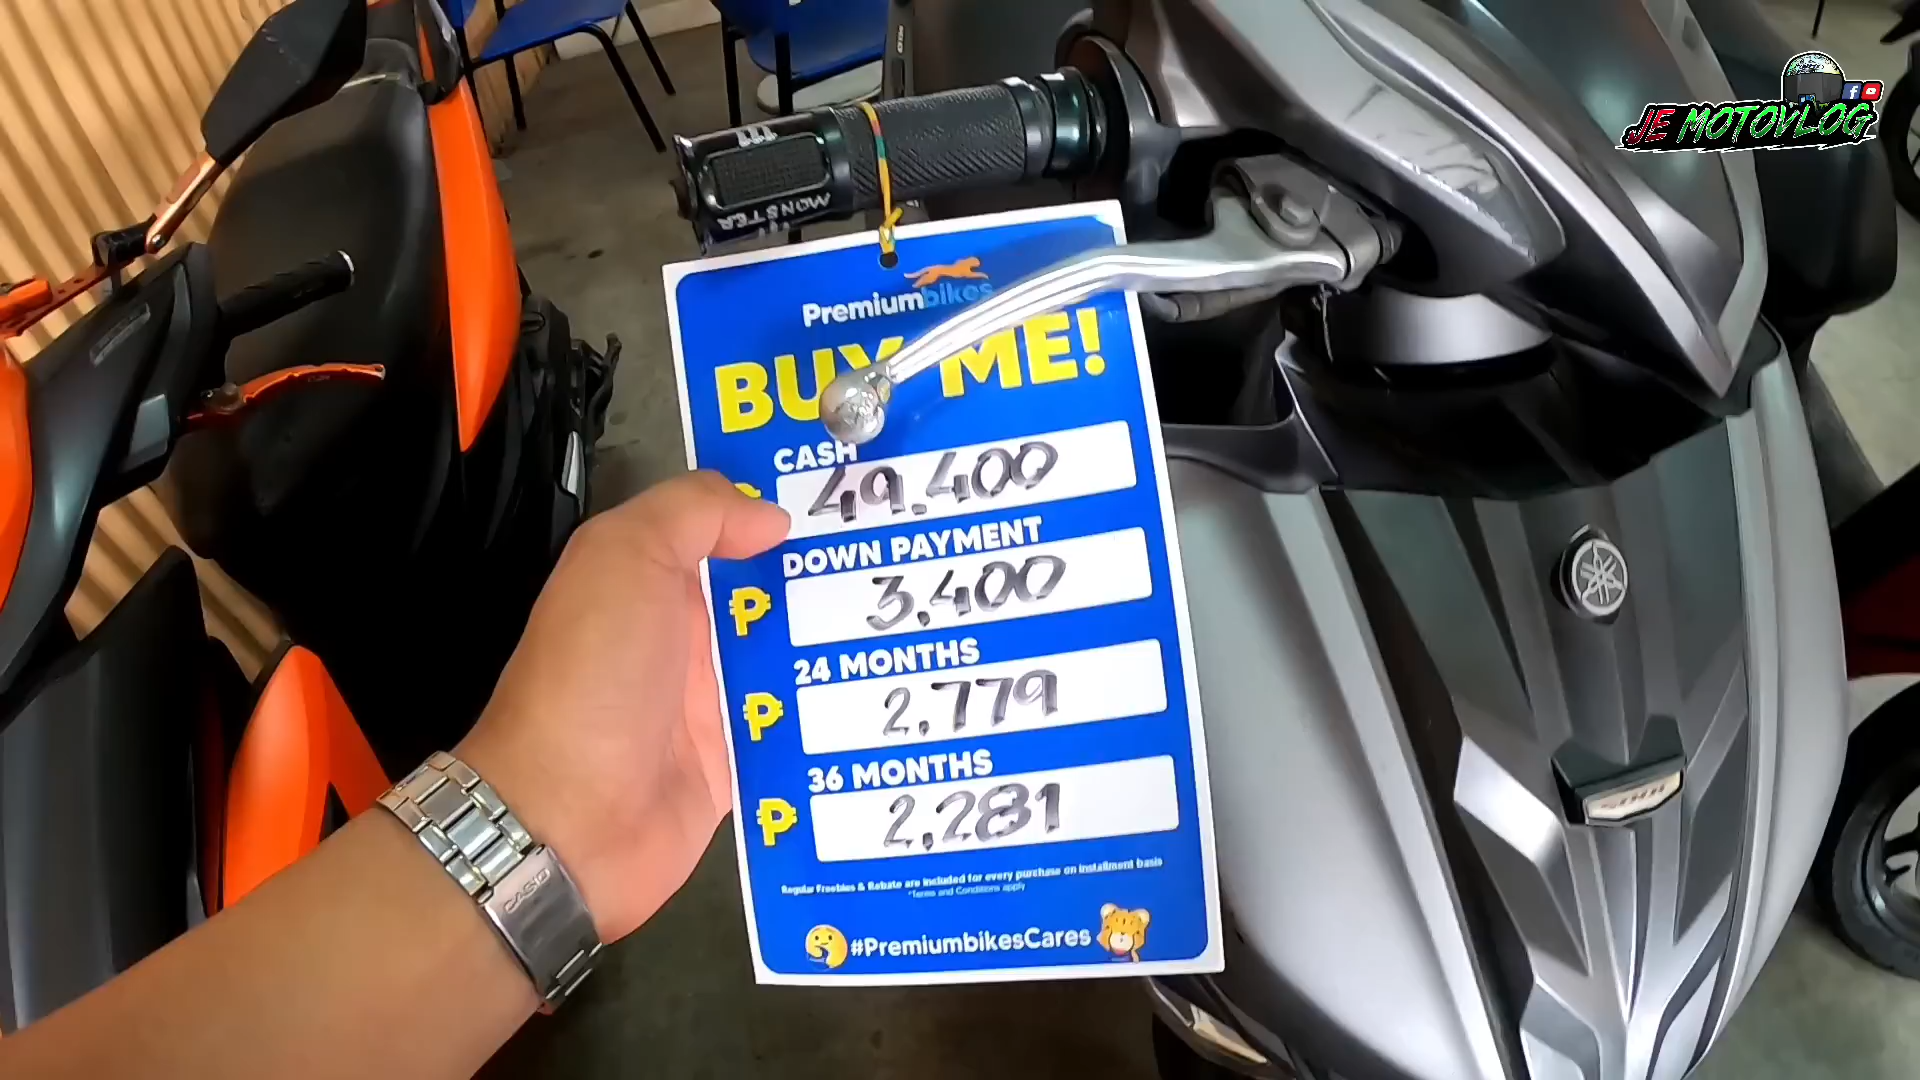 JE MOTOVLOG
MONSTER
Premiumbikes
BUY ME!
CASH
49.400
DOWN PAYMENT
₱ 3,400
24 MONTHS
₱ 2,779
36 MONTHS
₱ 2,281
Regular Freebies & Rebate are included for every purchase on installment basis
*Terms and Conditions apply
#PremiumbikesCares
CASIO